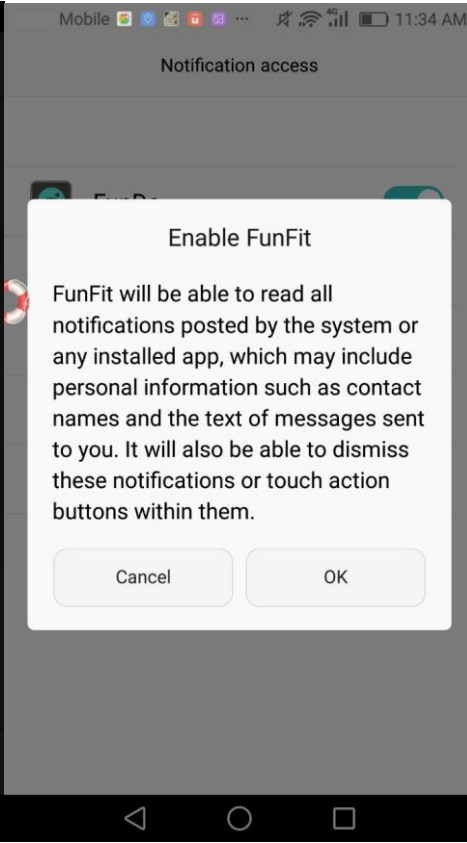 Mobile 4G 11:34 AM
Notification access
FunDo
Enable FunFit
FunFit will be able to read all
notifications posted by the system or
any installed app, which may include
personal information such as contact
names and the text of messages sent
to you. It will also be able to dismiss
these notifications or touch action
buttons within them.
Cancel OK